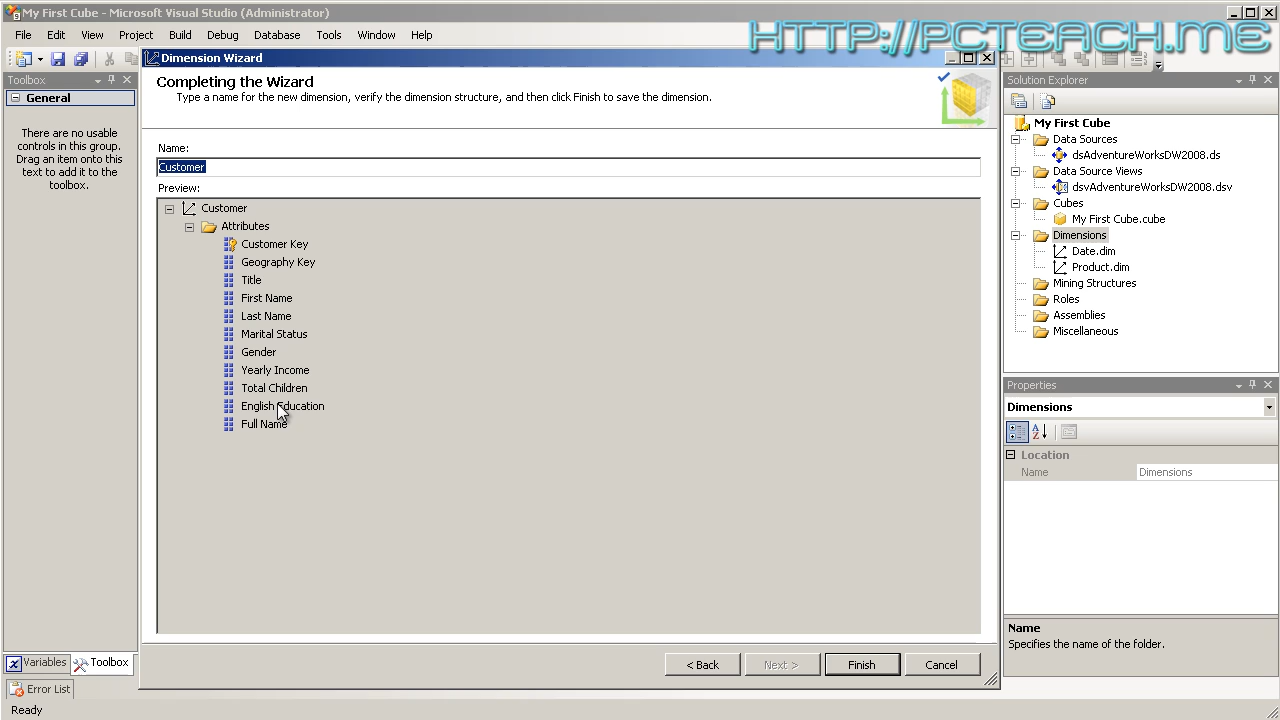 My First Cube - Microsoft Visual Studio (Administrator)
HTTP://PCTEACH.ME
File Edit View Project Build Debug Database Tools Window Help
Toolbox
General
There are no usable
controls in this group.
Drag an item onto this
text to add it to the
toolbox.
Variables Toolbox
Error List
Ready
Dimension Wizard
Completing the Wizard
Type a name for the new dimension, verify the dimension structure, and then click Finish to save the dimension.
Name:
Customer
Preview:
Customer
Attributes
Customer Key
Geography Key
Title
First Name
Last Name
Marital Status
Gender
Yearly Income
Total Children
English Education
Full Name
< Back Next > Finish Cancel
Solution Explorer
My First Cube
Data Sources
dsAdventureWorksDW2008.ds
Data Source Views
dsvAdventureWorksDW2008.dsv
Cubes
My First Cube.cube
Dimensions
Date.dim
Product.dim
Mining Structures
Roles
Assemblies
Miscellaneous
Properties
Dimensions
Location
Name Dimensions
Name
Specifies the name of the folder.